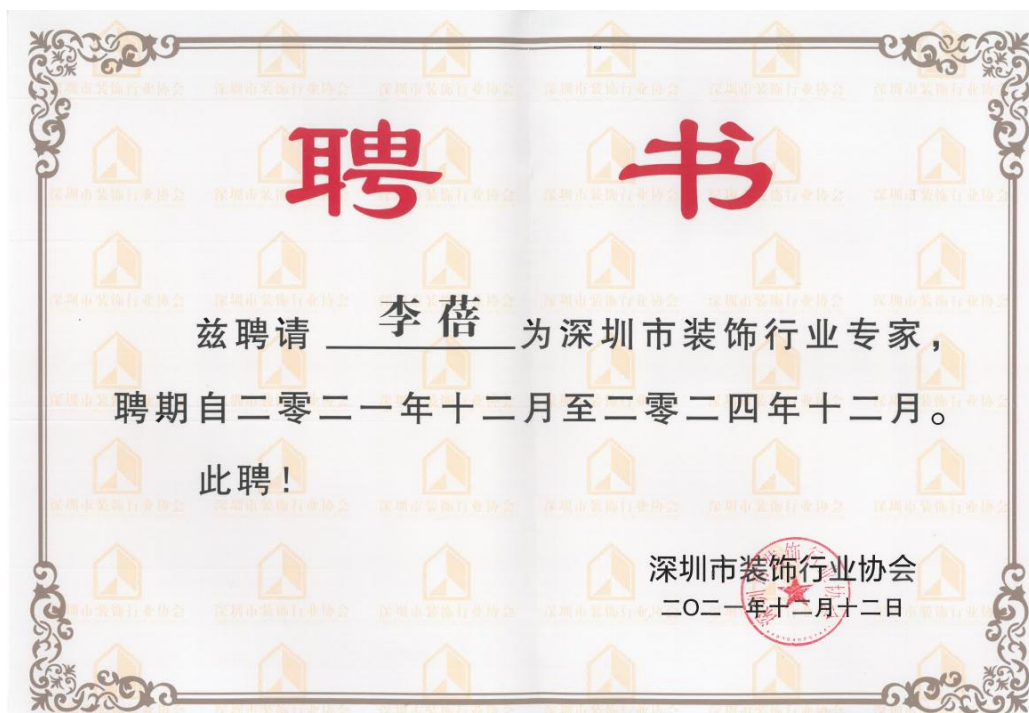 聘 书
兹聘请 李蓓 为深圳市装饰行业专家，
聘期自二零二一年十二月至二零二四年十二月。
此聘！
深圳市装饰行业协会
二〇二一年十二月十二日